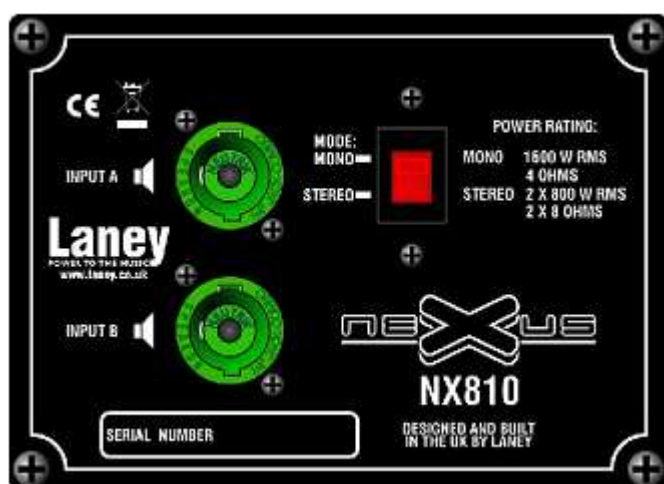 CE
MODE:
MONO
STEREO
POWER RATING:
MONO 1600 W RMS
4 OHMS
STEREO 2 X 800 W RMS
2 X 8 OHMS
INPUT A
Laney
POWER TO THE MUSIC
www.laney.co.uk
INPUT B
NEXUS
NX810
SERIAL NUMBER
DESIGNED AND BUILT
IN THE UK BY LANEY